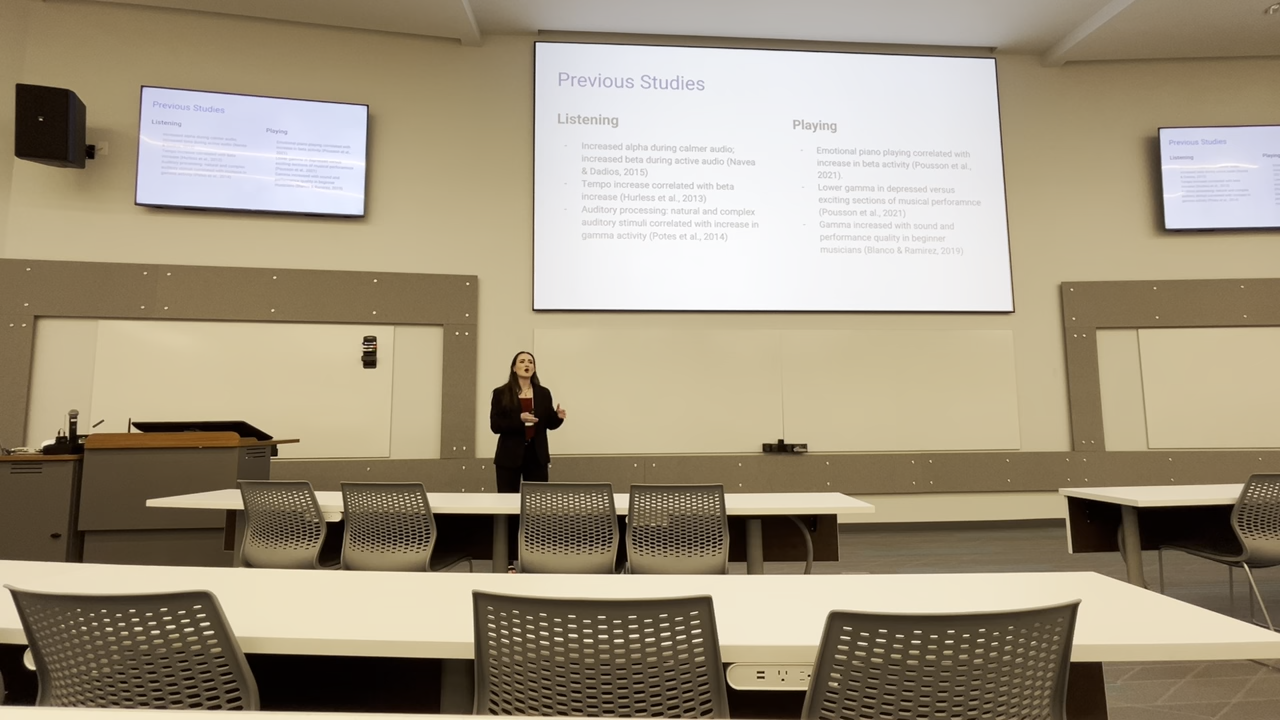 Previous Studies
Listening
Increased alpha during calmer audio;
increased beta during active audio (Navea
& Dadios, 2015)
Tempo increase correlated with beta
increase (Hurless et al., 2013)
Auditory processing: natural and complex
auditory stimuli correlated with increase in
gamma activity (Potes et al., 2014)
Playing
Emotional piano playing correlated with
increase in beta activity (Pousson et al.,
2021).
Lower gamma in depressed versus
exciting sections of musical perforamnce
(Pousson et al., 2021)
Gamma increased with sound and
performance quality in beginner
musicians (Bianco & Ramirez, 2019)
Previous Studies
Listening
Playing
Previous Studies
Listening